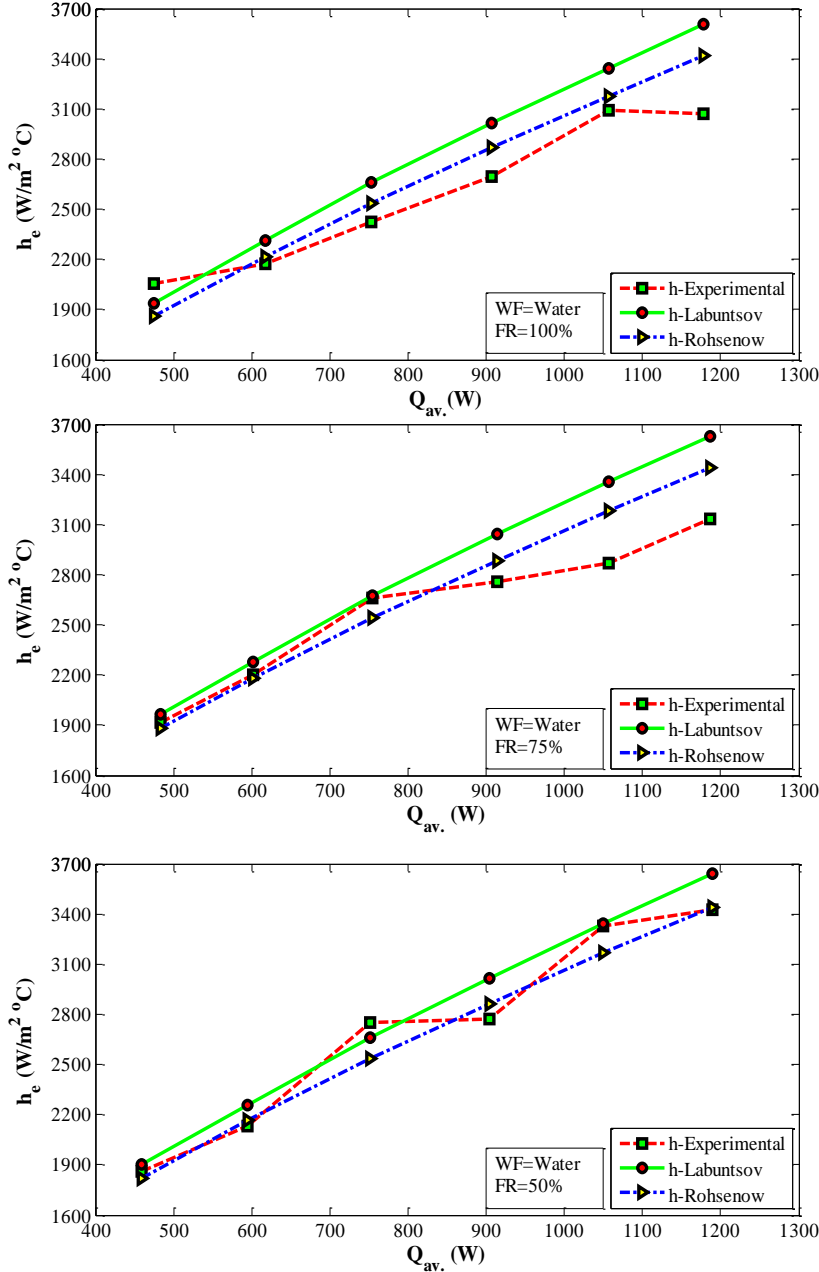 3700
3400
3100
2800
2500
2200
1900
1600
h_e (W/m² °C)
WF=Water
FR=100%
h-Experimental
h-Labuntsov
h-Rohsenow
400 500 600 700 800 900 1000 1100 1200 1300
Q_av. (W)
3700
3400
3100
2800
2500
2200
1900
1600
h_e (W/m² °C)
WF=Water
FR=75%
h-Experimental
h-Labuntsov
h-Rohsenow
400 500 600 700 800 900 1000 1100 1200 1300
Q_av. (W)
3700
3400
3100
2800
2500
2200
1900
1600
h_e (W/m² °C)
WF=Water
FR=50%
h-Experimental
h-Labuntsov
h-Rohsenow
400 500 600 700 800 900 1000 1100 1200 1300
Q_av. (W)